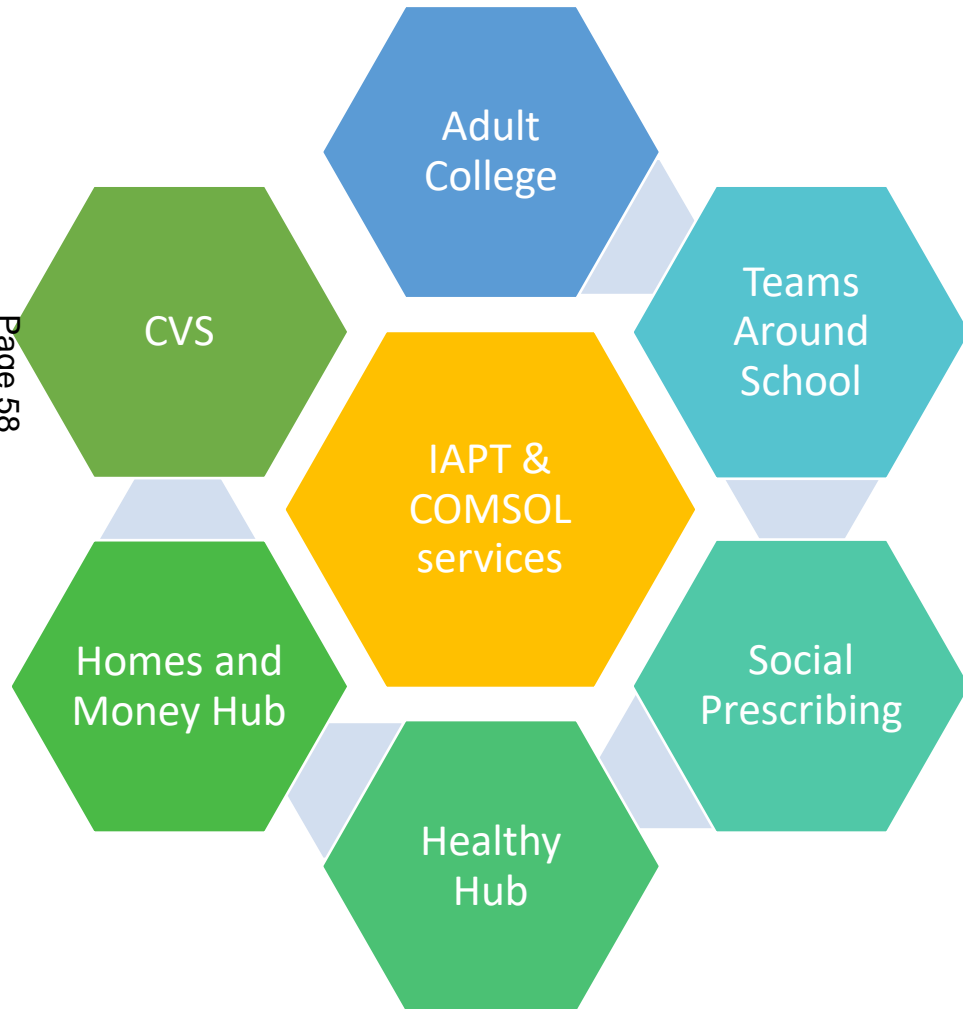 Adult
College
Teams
Around
School
CVS
Page 58
IAPT &
COMSOL
services
Homes and
Money Hub
Social
Prescribing
Healthy
Hub